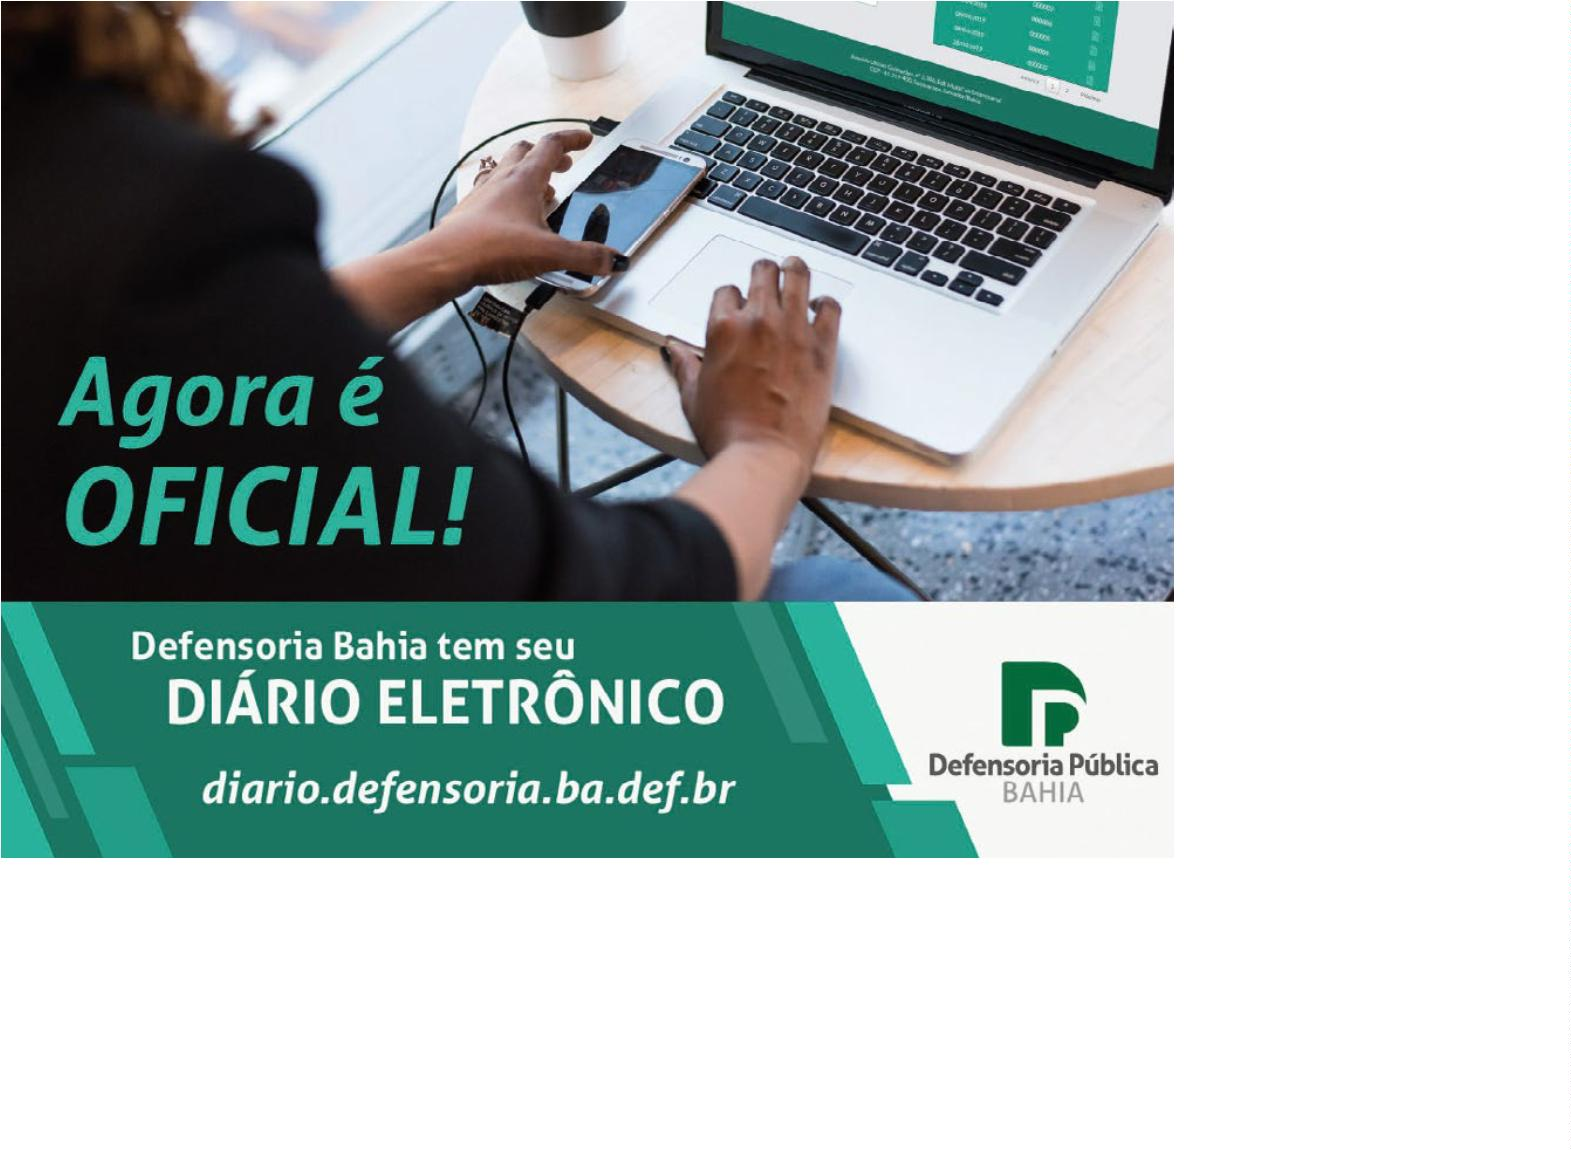 Agora é
OFICIAL!
Defensoria Bahia tem seu
DIÁRIO ELETRÔNICO
diario.defensoria.ba.def.br
Defensoria Pública
BAHIA